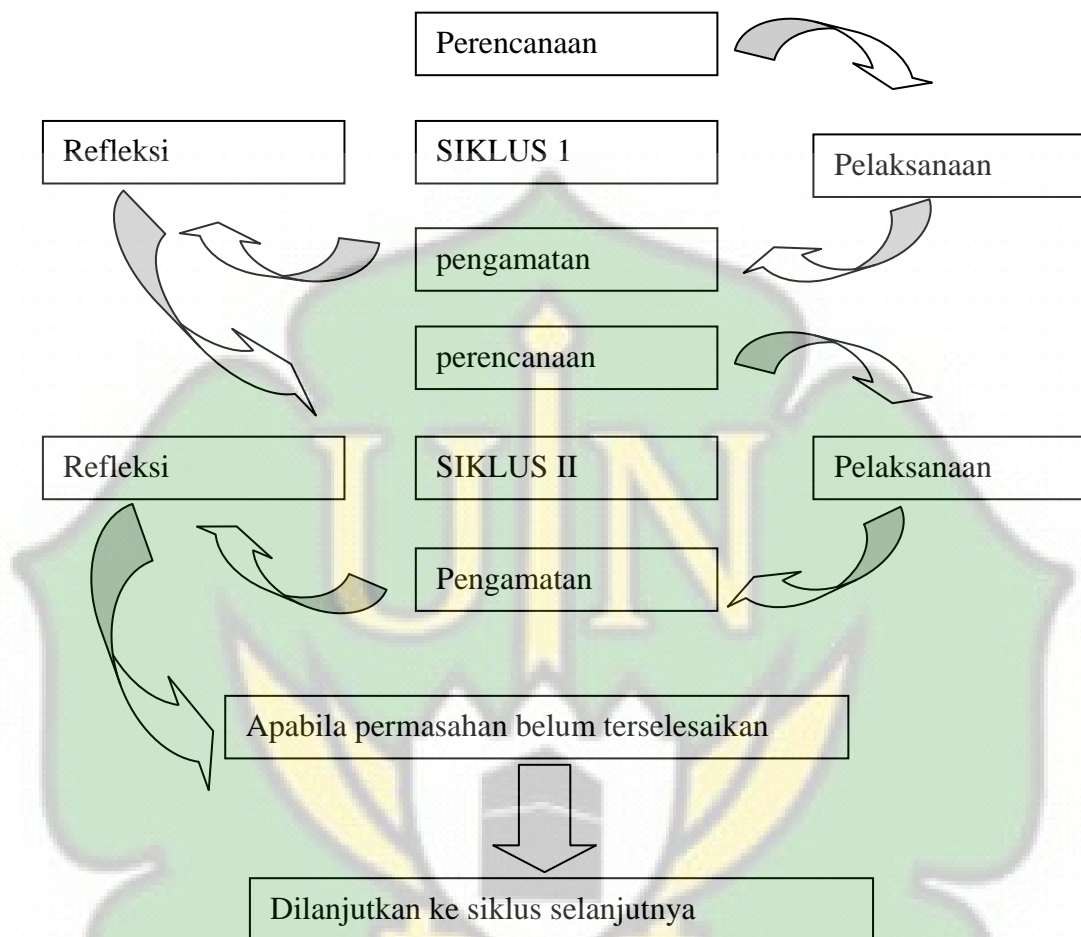 Perencanaan
Refleksi
SIKLUS 1
Pelaksanaan
pengamatan
perencanaan
Refleksi
SIKLUS II
Pelaksanaan
Pengamatan
Apabila permasahan belum terselesaikan
Dilanjutkan ke siklus selanjutnya
UIN